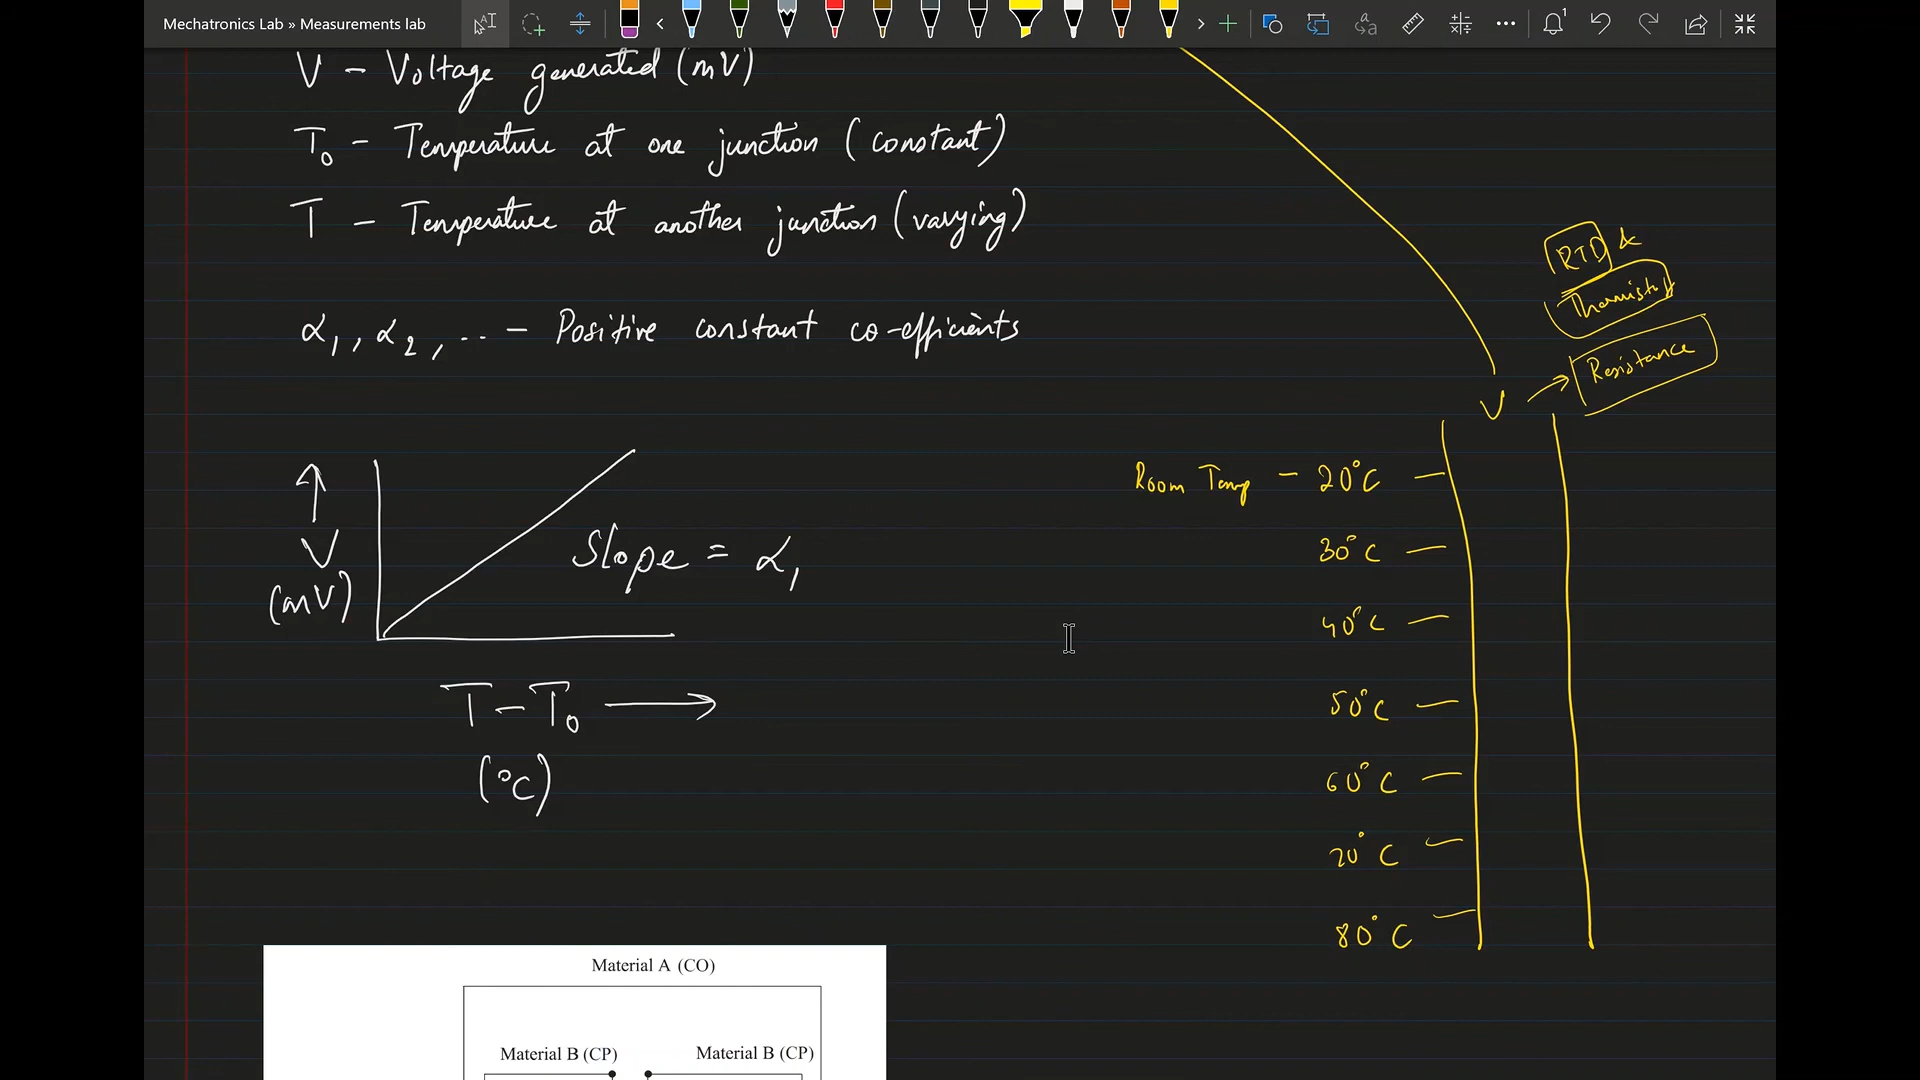 Mechatronics Lab » Measurements lab
V - Voltage generated (mV)
T₀ - Temperature at one junction (constant)
T - Temperature at another junction (varying)
α₁, α₂, .. - Positive constant co-efficients
RTD &
Thermistor
Resistance
V
↑
V
(mV)
Slope = α₁
T - T₀ →
(°C)
Room Temp - 20°C -
30°C -
40°C -
50°C -
60°C -
20°C -
80°C -
Material A (CO)
Material B (CP) Material B (CP)